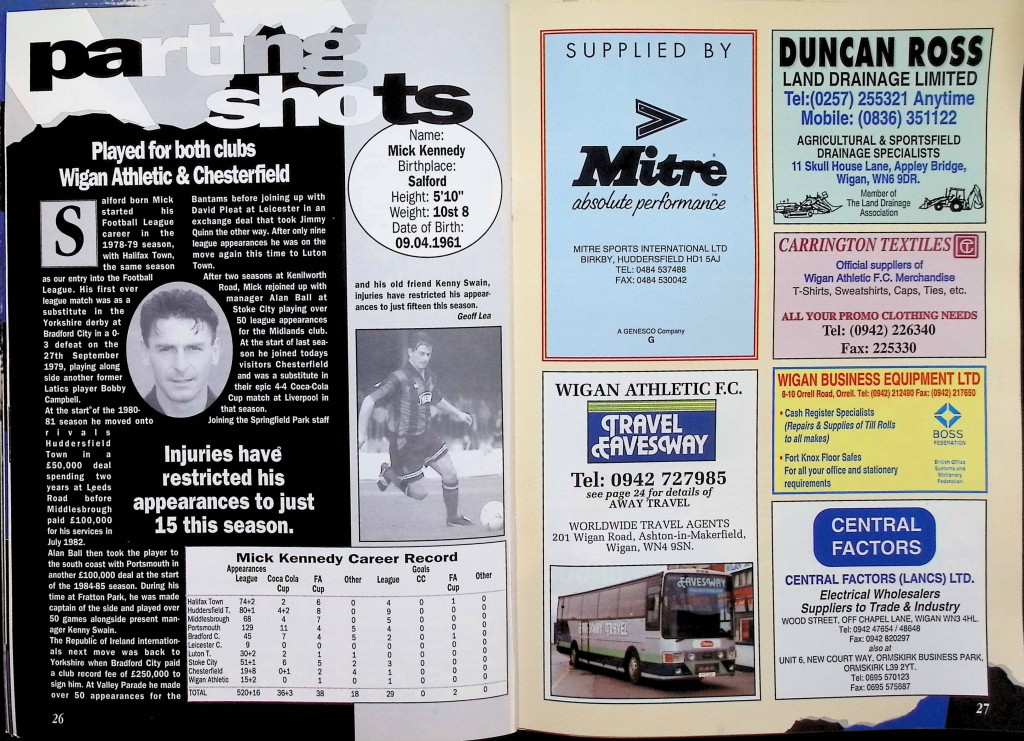 parting
shots
Played for both clubs
Wigan Athletic & Chesterfield
Salford born Mick
started his
Football League
career in the
1978-79 season,
with Halifax Town,
the same season
as our entry into the Football
League. His first ever
league match was as a
substitute in the
Yorkshire derby at
Bradford City in a 0-
3 defeat on the
27th September
1979, playing along
side another former
Latics player Bobby
Campbell.
At the start of the 1980-
81 season he moved onto
rivals
Huddersfield
Town in a
£50,000 deal
spending two
years at Leeds
Road before
Middlesbrough
paid £100,000
for his services in
July 1982.
Alan Ball then took the player to
the south coast with Portsmouth in
another £100,000 deal at the start
of the 1984-85 season. During his
time at Fratton Park, he was made
captain of the side and played over
50 games alongside present man-
ager Kenny Swain.
The Republic of Ireland internation-
als next move was back to
Yorkshire when Bradford City paid
a club record fee of £250,000 to
sign him. At Valley Parade he made
over 50 appearances for the
Bantams before joining up with
David Pleat at Leicester in an
exchange deal that took Jimmy
Quinn the other way. After only nine
league appearances he was on the
move again this time to Luton
Town.
After two seasons at Kenilworth
Road, Mick rejoined up with
manager Alan Ball at
Stoke City playing over
50 league appearances
for the Midlands club.
At the start of last sea-
son he joined todays
visitors Chesterfield
and was a substitute in
their epic 4-4 Coca-Cola
Cup match at Liverpool in
that season.
Joining the Springfield Park staff
Injuries have
restricted his
appearances to just
15 this season.
Name:
Mick Kennedy
Birthplace:
Salford
Height: 5'10"
Weight: 10st 8
Date of Birth:
09.04.1961
and his old friend Kenny Swain,
injuries have restricted his appear-
ances to just fifteen this season.
Geoff Lea
Mick Kennedy Career Record
Appearances Goals
League Coca Cola Cup FA Cup Other League CC FA Cup Other
Halifax Town 74+2 2 6 0 4 0 1 0
Huddersfield T. 80+1 4+2 8 0 9 0 0 0
Middlesbrough 68 4 7 0 5 0 0 0
Portsmouth 129 11 4 5 4 0 0 0
Bradford C. 45 7 4 5 2 0 1 0
Leicester C. 9 0 0 0 0 0 0 0
Luton T. 30+2 2 1 1 0 0 0 0
Stoke City 51+1 6 5 2 3 0 0 0
Chesterfield 19+8 0+1 2 4 1 0 0 0
Wigan Athletic 15+2 0 1 0 1 0 0 0
TOTAL 520+16 36+3 38 18 29 0 2 0
26
SUPPLIED BY
Mitre
absolute performance™
MITRE SPORTS INTERNATIONAL LTD
BIRKBY, HUDDERSFIELD HD1 5AJ
TEL: 0484 537488
FAX: 0484 530042
A GENESCO Company
G
WIGAN ATHLETIC F.C.
TRAVEL
EAVESWAY
Tel: 0942 727985
see page 24 for details of
AWAY TRAVEL
WORLDWIDE TRAVEL AGENTS
201 Wigan Road, Ashton-in-Makerfield,
Wigan, WN4 9SN.
EAVESWAY
EAVESWAY TRAVEL
DUNCAN ROSS
LAND DRAINAGE LIMITED
Tel:(0257) 255321 Anytime
Mobile: (0836) 351122
AGRICULTURAL & SPORTSFIELD
DRAINAGE SPECIALISTS
11 Skull House Lane, Appley Bridge,
Wigan, WN6 9DR.
Member of
The Land Drainage
Association
CARRINGTON TEXTILES
Official suppliers of
Wigan Athletic F.C. Merchandise
T-Shirts, Sweatshirts, Caps, Ties, etc.
ALL YOUR PROMO CLOTHING NEEDS
Tel: (0942) 226340
Fax: 225330
WIGAN BUSINESS EQUIPMENT LTD
8-10 Orrell Road, Orrell. Tel: (0942) 212490 Fax: (0942) 217650
• Cash Register Specialists
(Repairs & Supplies of Till Rolls
to all makes)
• Fort Knox Floor Sales
For all your office and stationery
requirements
BOSS
FEDERATION
British Office
Systems and
Stationery
Federation
CENTRAL
FACTORS
CENTRAL FACTORS (LANCS) LTD.
Electrical Wholesalers
Suppliers to Trade & Industry
WOOD STREET, OFF CHAPEL LANE, WIGAN WN3 4HL.
Tel: 0942 47654 / 48648
Fax: 0942 820297
also at
UNIT 6, NEW COURT WAY, ORMSKIRK BUSINESS PARK,
ORMSKIRK L39 2YT.
Tel: 0695 570123
Fax: 0695 575687
27